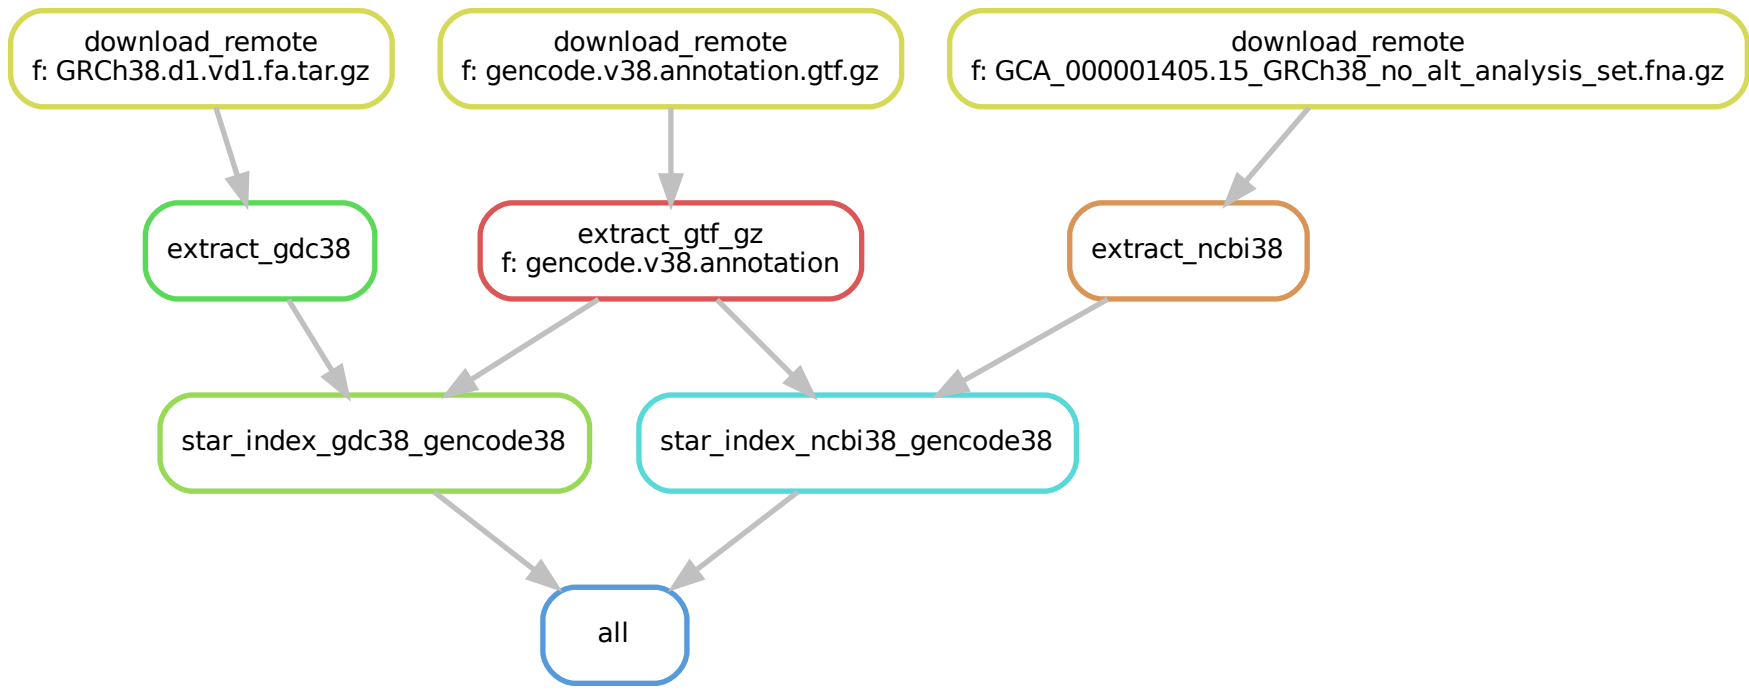 download_remote
f: GRCh38.d1.vd1.fa.tar.gz
download_remote
f: gencode.v38.annotation.gtf.gz
download_remote
f: GCA_000001405.15_GRCh38_no_alt_analysis_set.fna.gz
extract_gdc38
extract_gtf_gz
f: gencode.v38.annotation
extract_ncbi38
star_index_gdc38_gencode38
star_index_ncbi38_gencode38
all